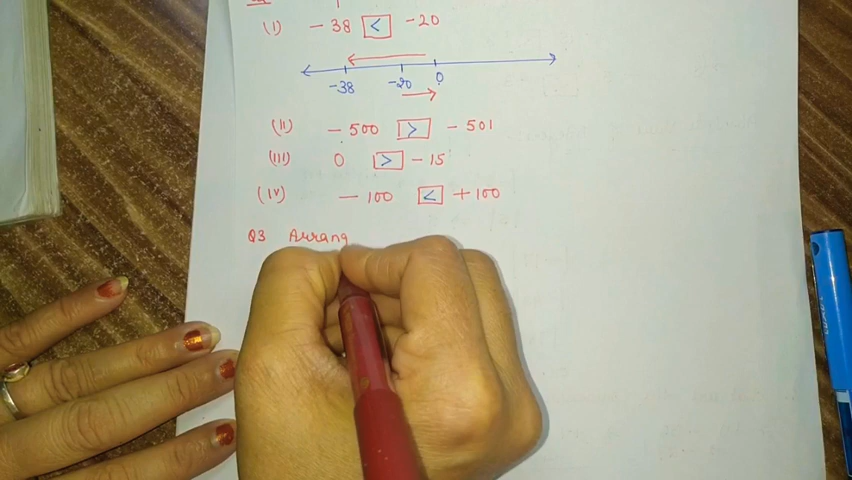 (I) - 38 < -20
-38 -20 0
(II) - 500 > - 501
(III) 0 > - 15
(IV) - 100 < + 100
Q3 Arrang